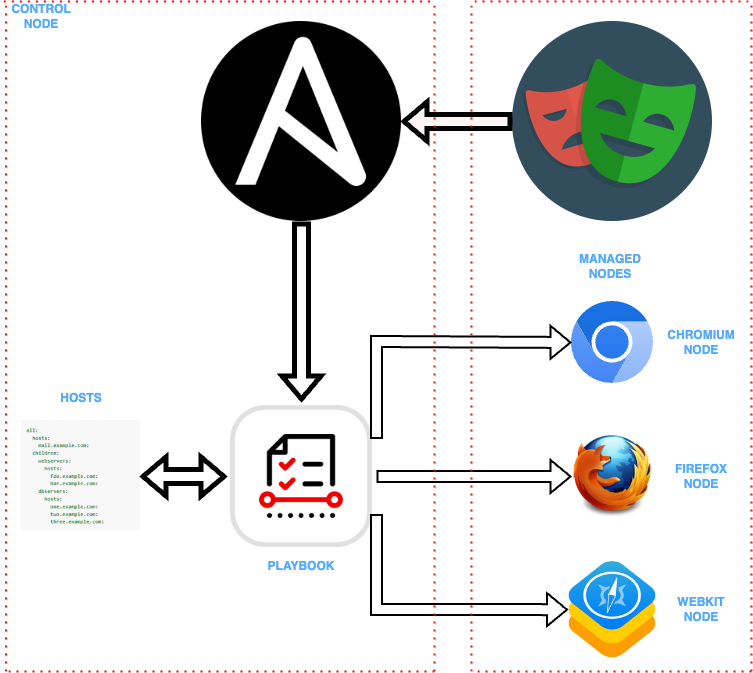 CONTROL
NODE
MANAGED
NODES
CHROMIUM
NODE
HOSTS
all:
hosts:
mail.example.com:
children:
webservers:
hosts:
foo.example.com:
bar.example.com:
dbservers:
hosts:
one.example.com:
two.example.com:
three.example.com:
FIREFOX
NODE
PLAYBOOK
WEBKIT
NODE